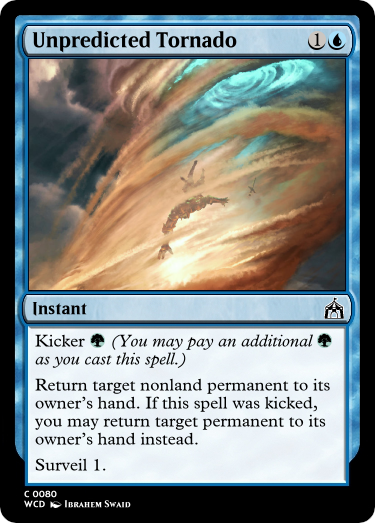 Unpredicted Tornado 1
Instant
Kicker (You may pay an additional
as you cast this spell.)
Return target nonland permanent to its
owner's hand. If this spell was kicked,
you may return target permanent to its
owner's hand instead.
Surveil 1.
C 0080
WCD Ibrahem Swaid